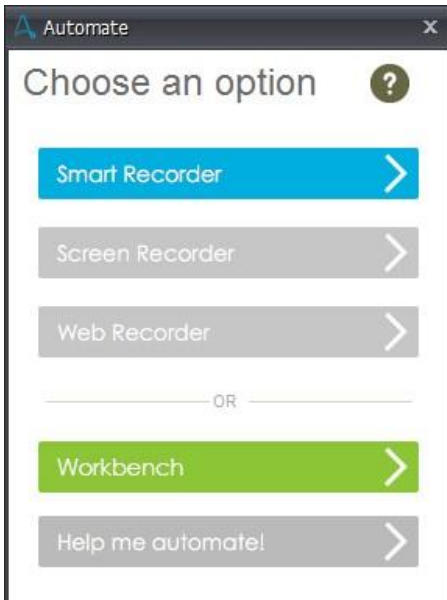 Automate
x
Choose an option
?
Smart Recorder
Screen Recorder
Web Recorder
OR
Workbench
Help me automate!